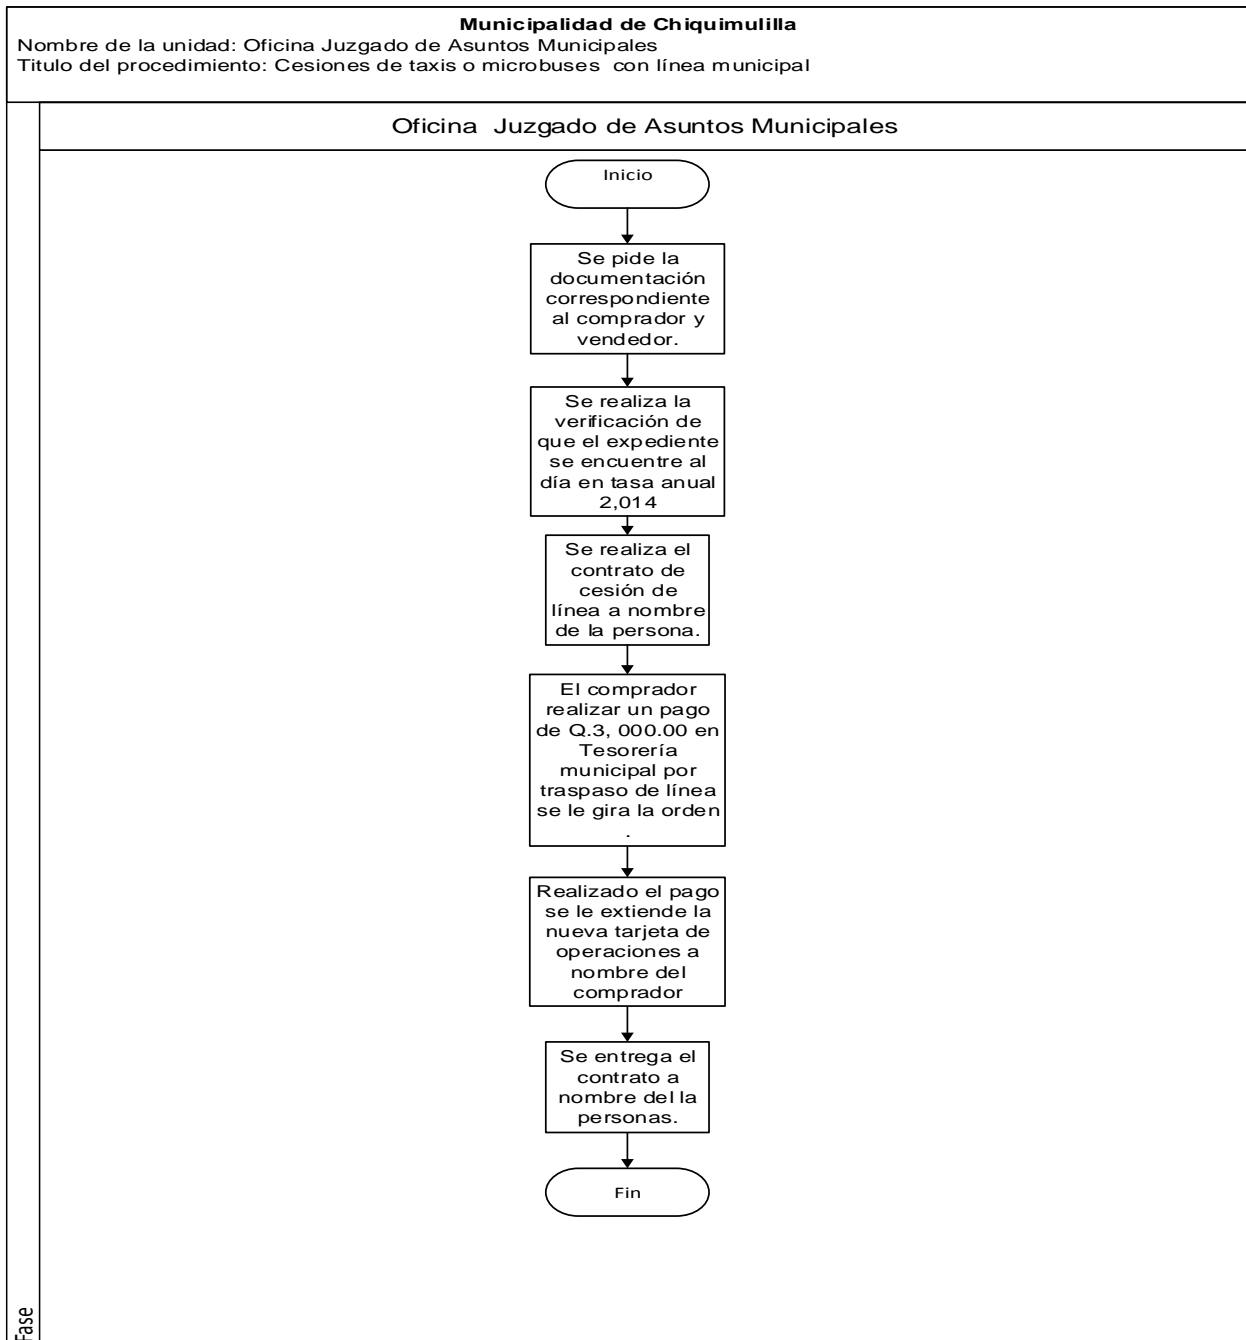 Municipalidad de Chiquimulilla
Nombre de la unidad: Oficina Juzgado de Asuntos Municipales
Titulo del procedimiento: Cesiones de taxis o microbuses con línea municipal
Oficina Juzgado de Asuntos Municipales
Inicio
Se pide la
documentación
correspondiente
al comprador y
vendedor.
Se realiza la
verificación de
que el expediente
se encuentre al
día en tasa anual
2,014
Se realiza el
contrato de
cesión de
línea a nombre
de la persona.
El comprador
realizar un pago
de Q.3, 000.00 en
Tesorería
municipal por
traspaso de línea
se le gira la orden
.
Realizado el pago
se le extiende la
nueva tarjeta de
operaciones a
nombre del
comprador
Se entrega el
contrato a
nombre del la
personas.
Fin
Fase